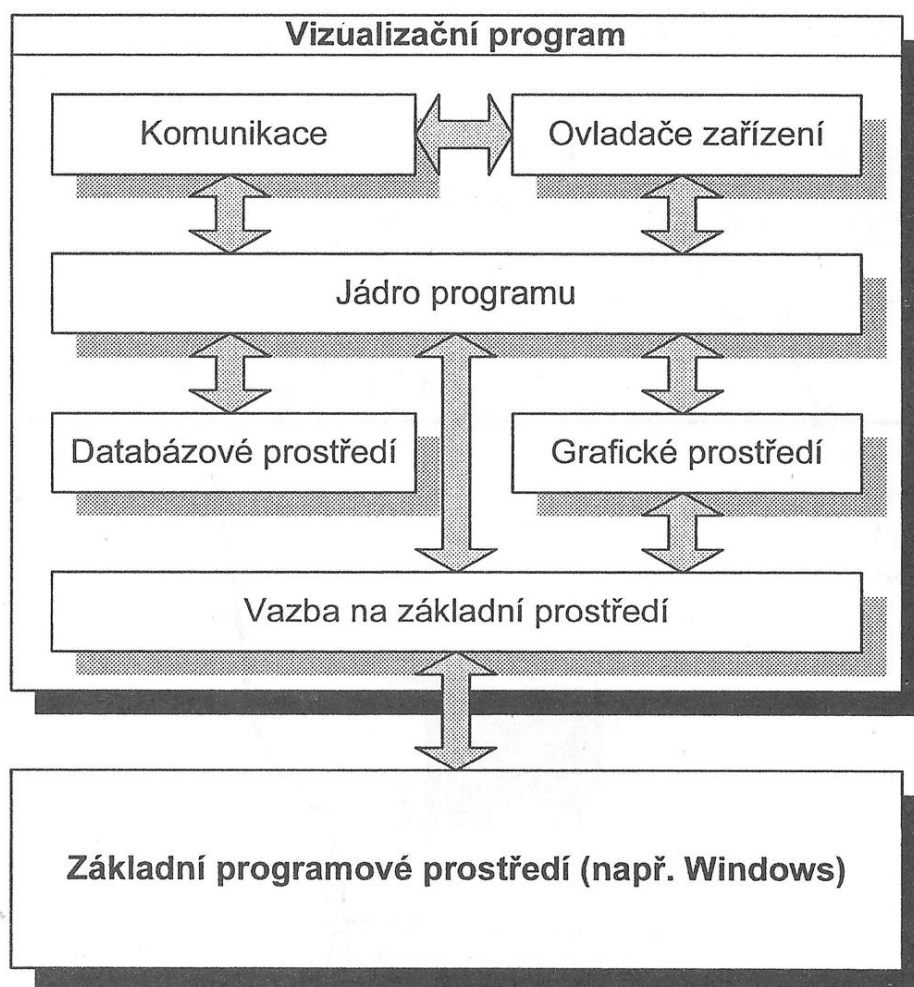 Vizualizační program
Komunikace
Ovladače zařízení
Jádro programu
Databázové prostředí
Grafické prostředí
Vazba na základní prostředí
Základní programové prostředí (např. Windows)